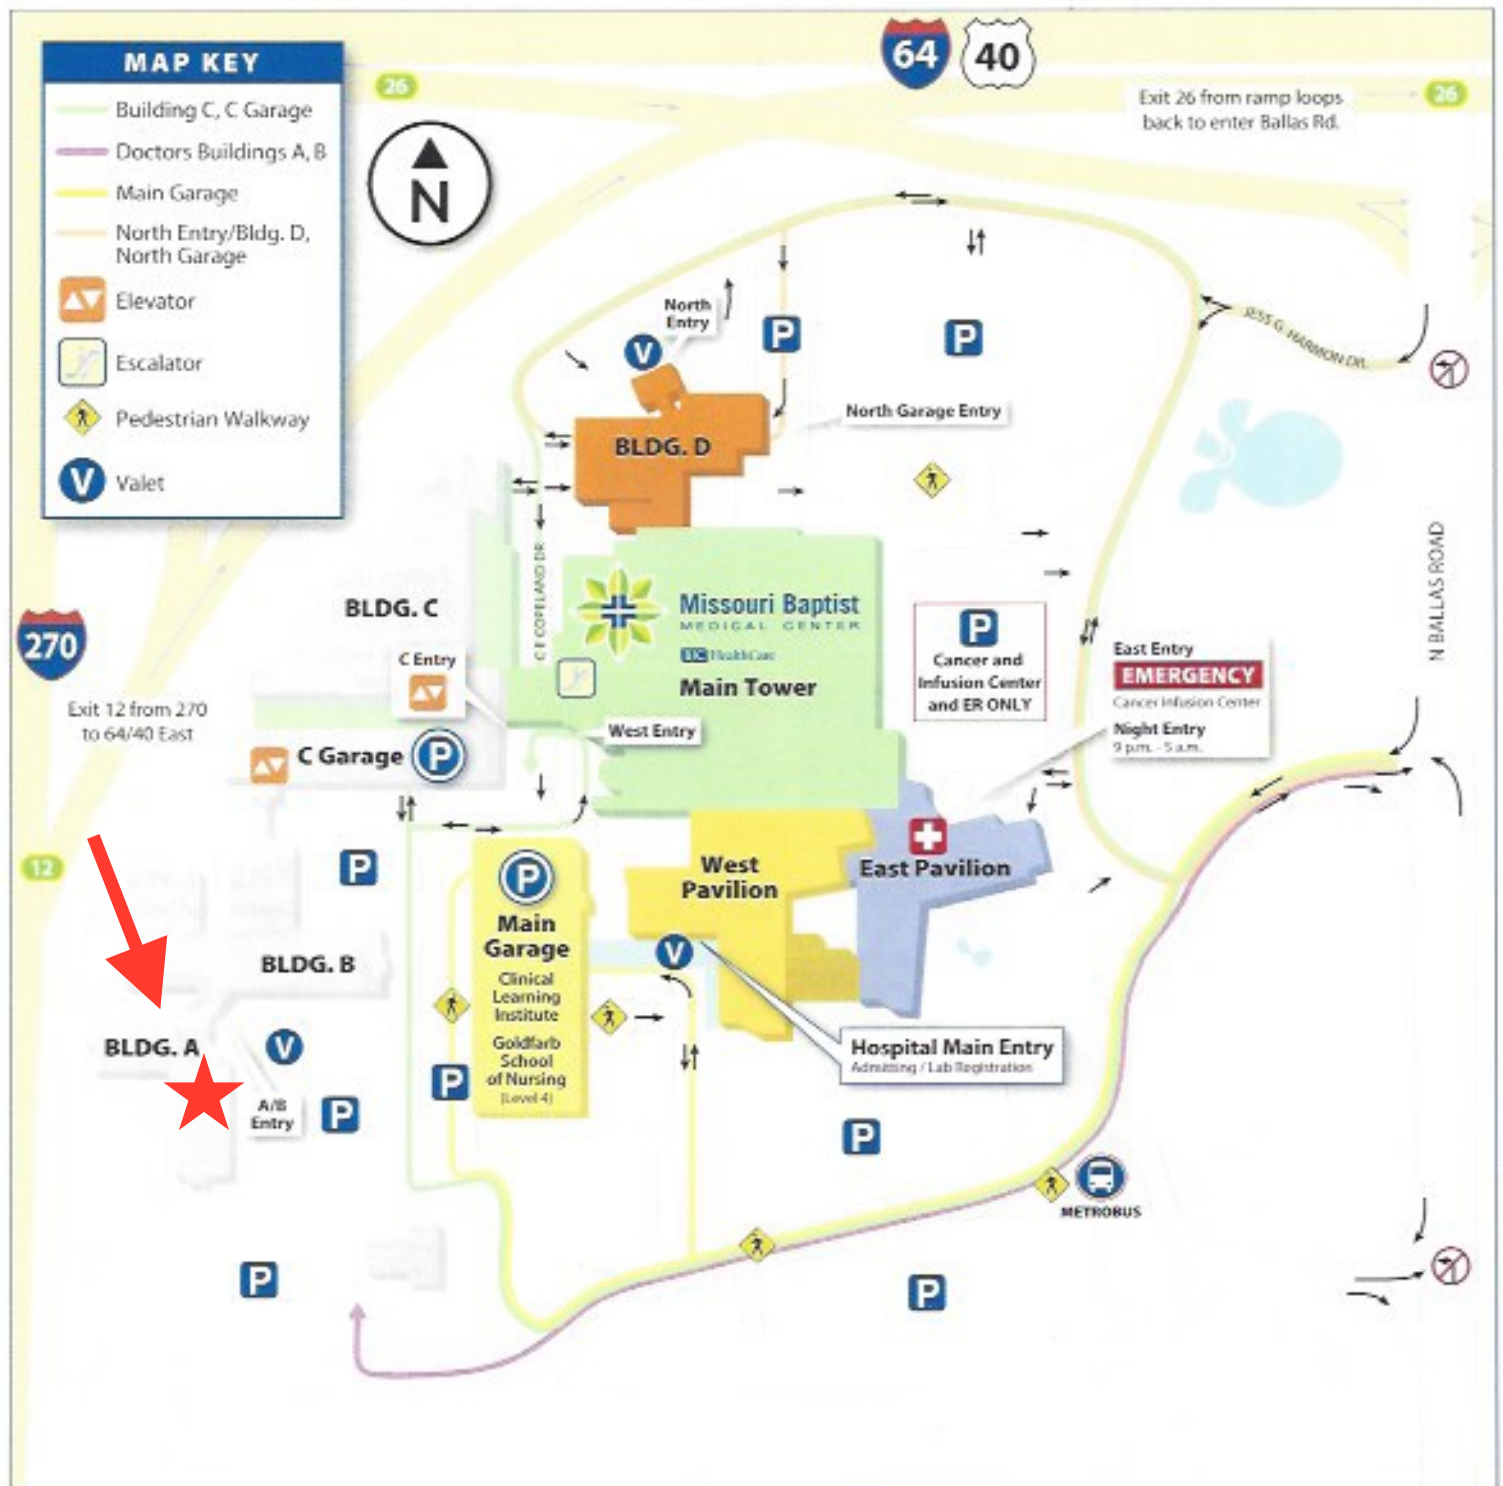 MAP KEY
Building C, C Garage
Doctors Buildings A, B
Main Garage
North Entry/Bldg. D,
North Garage
Elevator
Escalator
Pedestrian Walkway
V
Valet
26
N
64
40
Exit 26 from ramp loops
back to enter Ballas Rd.
26
JESS G. HARMON DR.
North
Entry
V
P
P
BLDG. D
North Garage Entry
N BALLAS ROAD
270
Exit 12 from 270
to 64/40 East
12
BLDG. C
C E COPELAND DR
C Entry
C Garage
P
Missouri Baptist
MEDICAL CENTER
BJC HealthCare
Main Tower
West Entry
P
Cancer and
Infusion Center
and ER ONLY
East Entry
EMERGENCY
Cancer Infusion Center
Night Entry
9 p.m. - 5 a.m.
P
P
Main
Garage
Clinical
Learning
Institute
Goldfarb
School
of Nursing
(Level 4)
West
Pavilion
East Pavilion
V
Hospital Main Entry
Admitting / Lab Registration
BLDG. B
BLDG. A
V
A/B
Entry
P
P
P
METROBUS
P
P